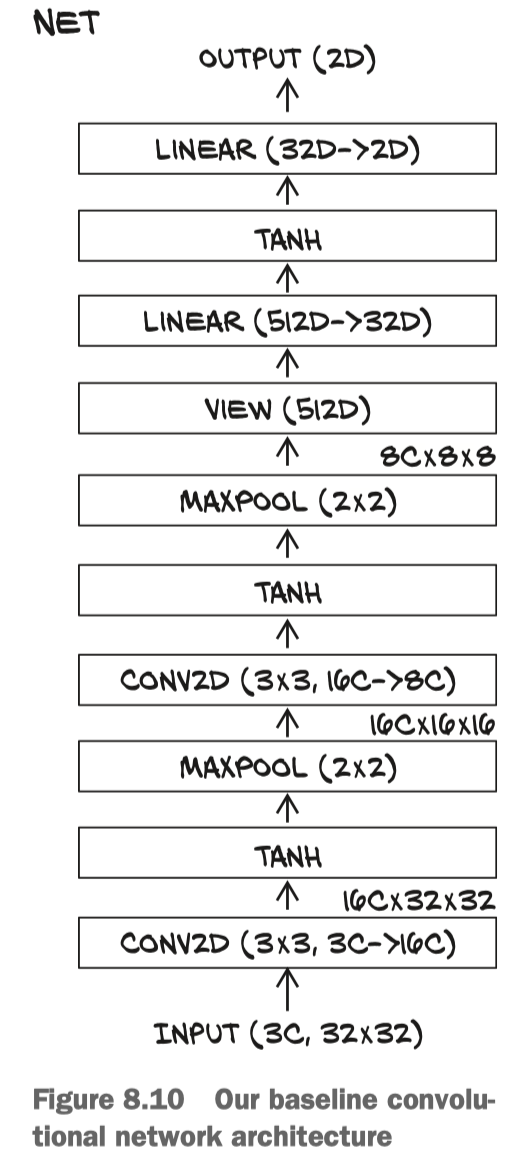 NET
OUTPUT (2D)
LINEAR (32D->2D)
TANH
LINEAR (512D->32D)
VIEW (512D)
8CX8X8
MAXPOOL (2X2)
TANH
CONV2D (3X3, 16C->8C)
16CX16X16
MAXPOOL (2X2)
TANH
16CX32X32
CONV2D (3X3, 3C->16C)
INPUT (3C, 32X32)
Figure 8.10 Our baseline convolu-
tional network architecture